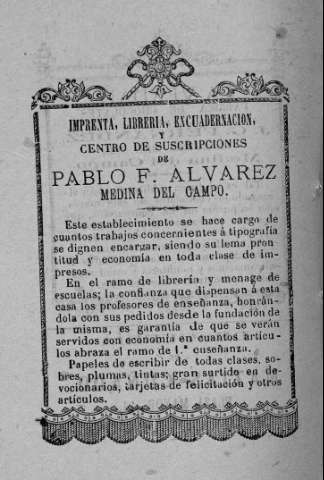 IMPRENTA, LIBRERIA, EXCUADERNACION,
Y
CENTRO DE SUSCRIPCIONES
DE
PABLO F. ALVAREZ
MEDINA DEL CAMPO.
Este establecimiento se hace cargo de
cuantos trabajos concernientes á tipografía
se dignen encargar, siendo su lema pron-
titud y economía en toda clase de im-
presos.
En el ramo de librería y menage de
escuelas; la confianza que dispensan á esta
casa los profesores de enseñanza, honrán-
dola con sus pedidos desde la fundación de
la misma, es garantía de que se verán
servidos con economía en cuantos artícu-
los abraza el ramo de 1.ª enseñanza.
Papeles de escribir de todas clases, so-
bres, plumas, tintas; gran surtido en de-
vocionarios, tarjetas de felicitación y otros
artículos.